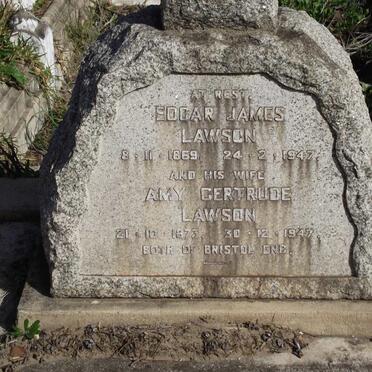 AT REST
EDGAR JAMES
LAWSON
8 - 11 - 1869. 24 - 2 - 1947.
AND HIS WIFE
AMY GERTRUDE
LAWSON
21 - 10 - 1873. 30 - 12 - 1947.
BOTH OF BRISTOL ENG.